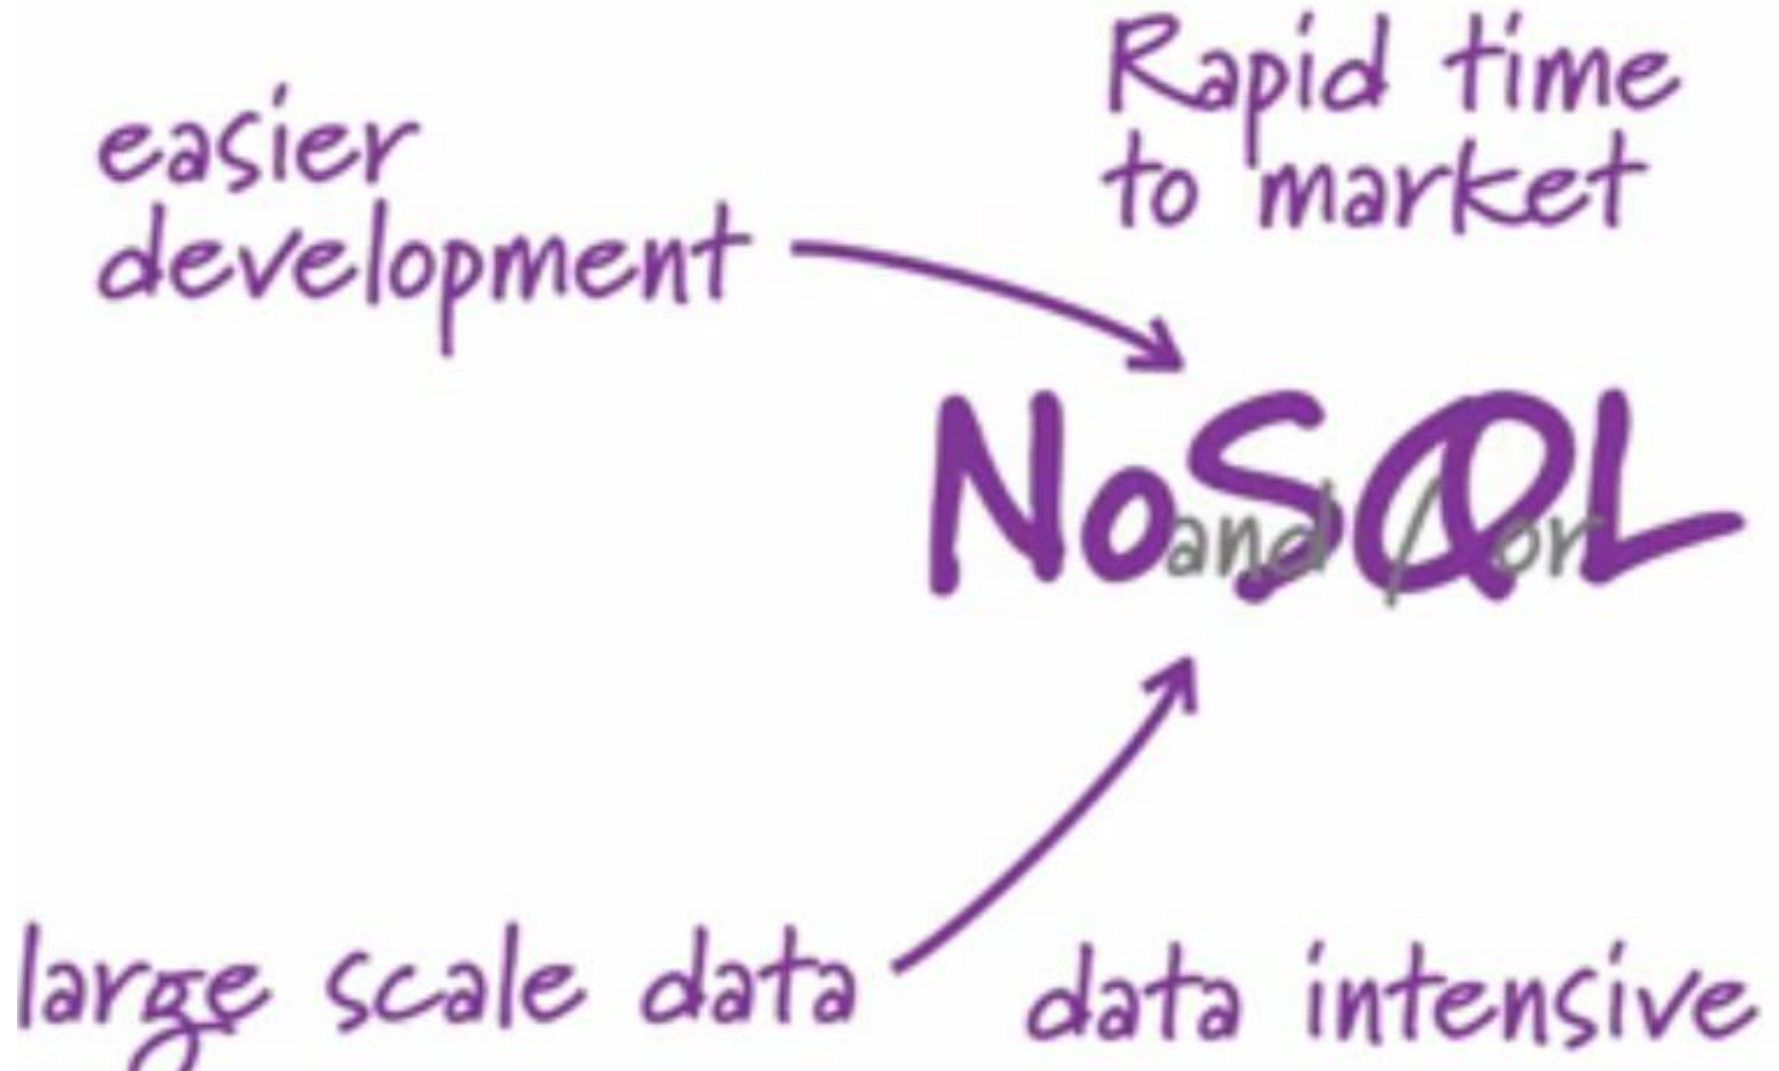 Rapid time
to market
easier
development
NoSQL
and / or
large scale data
data intensive